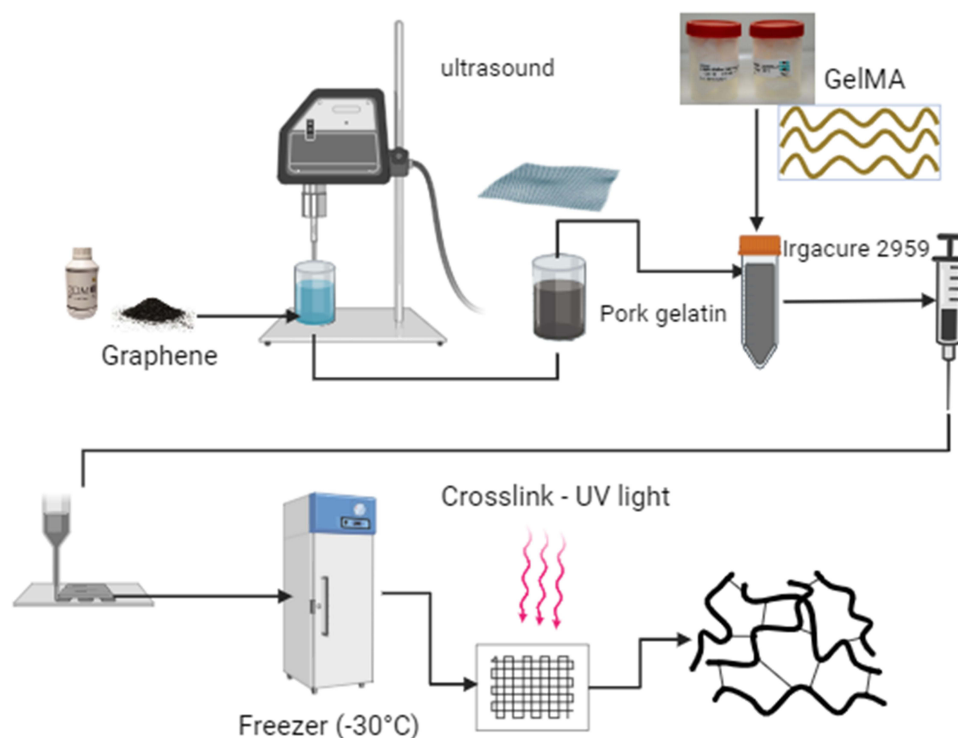 ultrasound
GelMA
Irgacure 2959
Pork gelatin
Graphene
Crosslink - UV light
Freezer (-30°C)